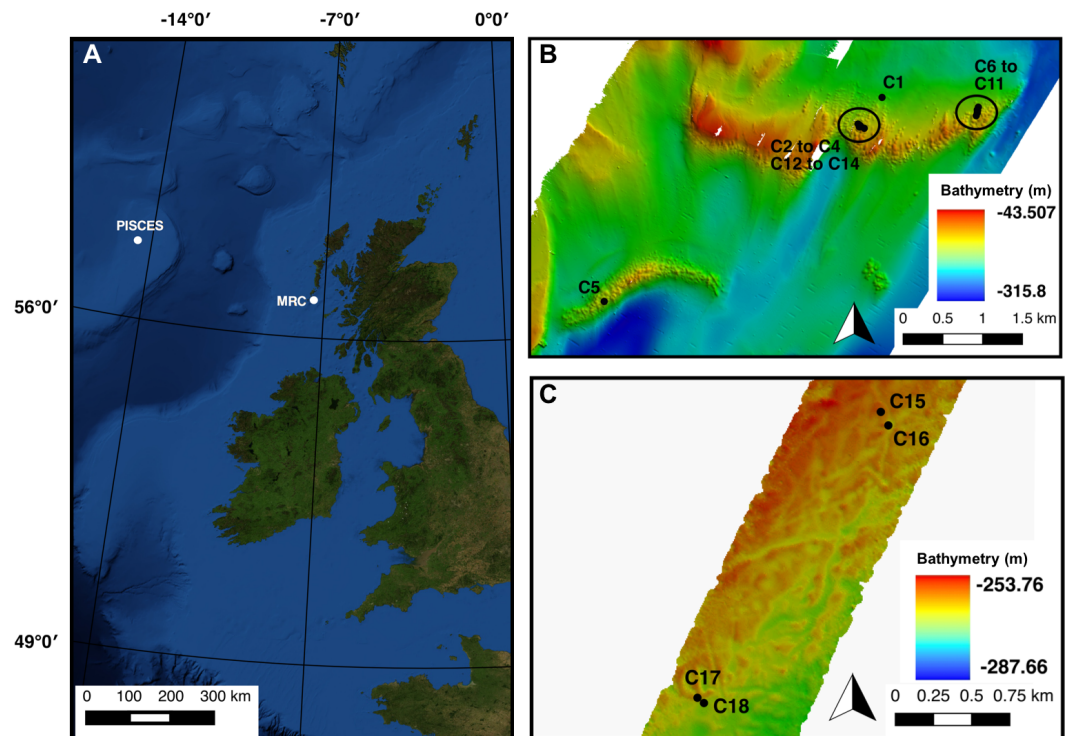 -14°0′ -7°0′ 0°0′
A
PISCES
MRC
56°0′
49°0′
0 100 200 300 km
B
C6 to
C11
C1
C2 to C4
C12 to C14
C5
Bathymetry (m)
-43.507
-315.8
0 0.5 1 1.5 km
C
C15
C16
C17
C18
Bathymetry (m)
-253.76
-287.66
0 0.25 0.5 0.75 km